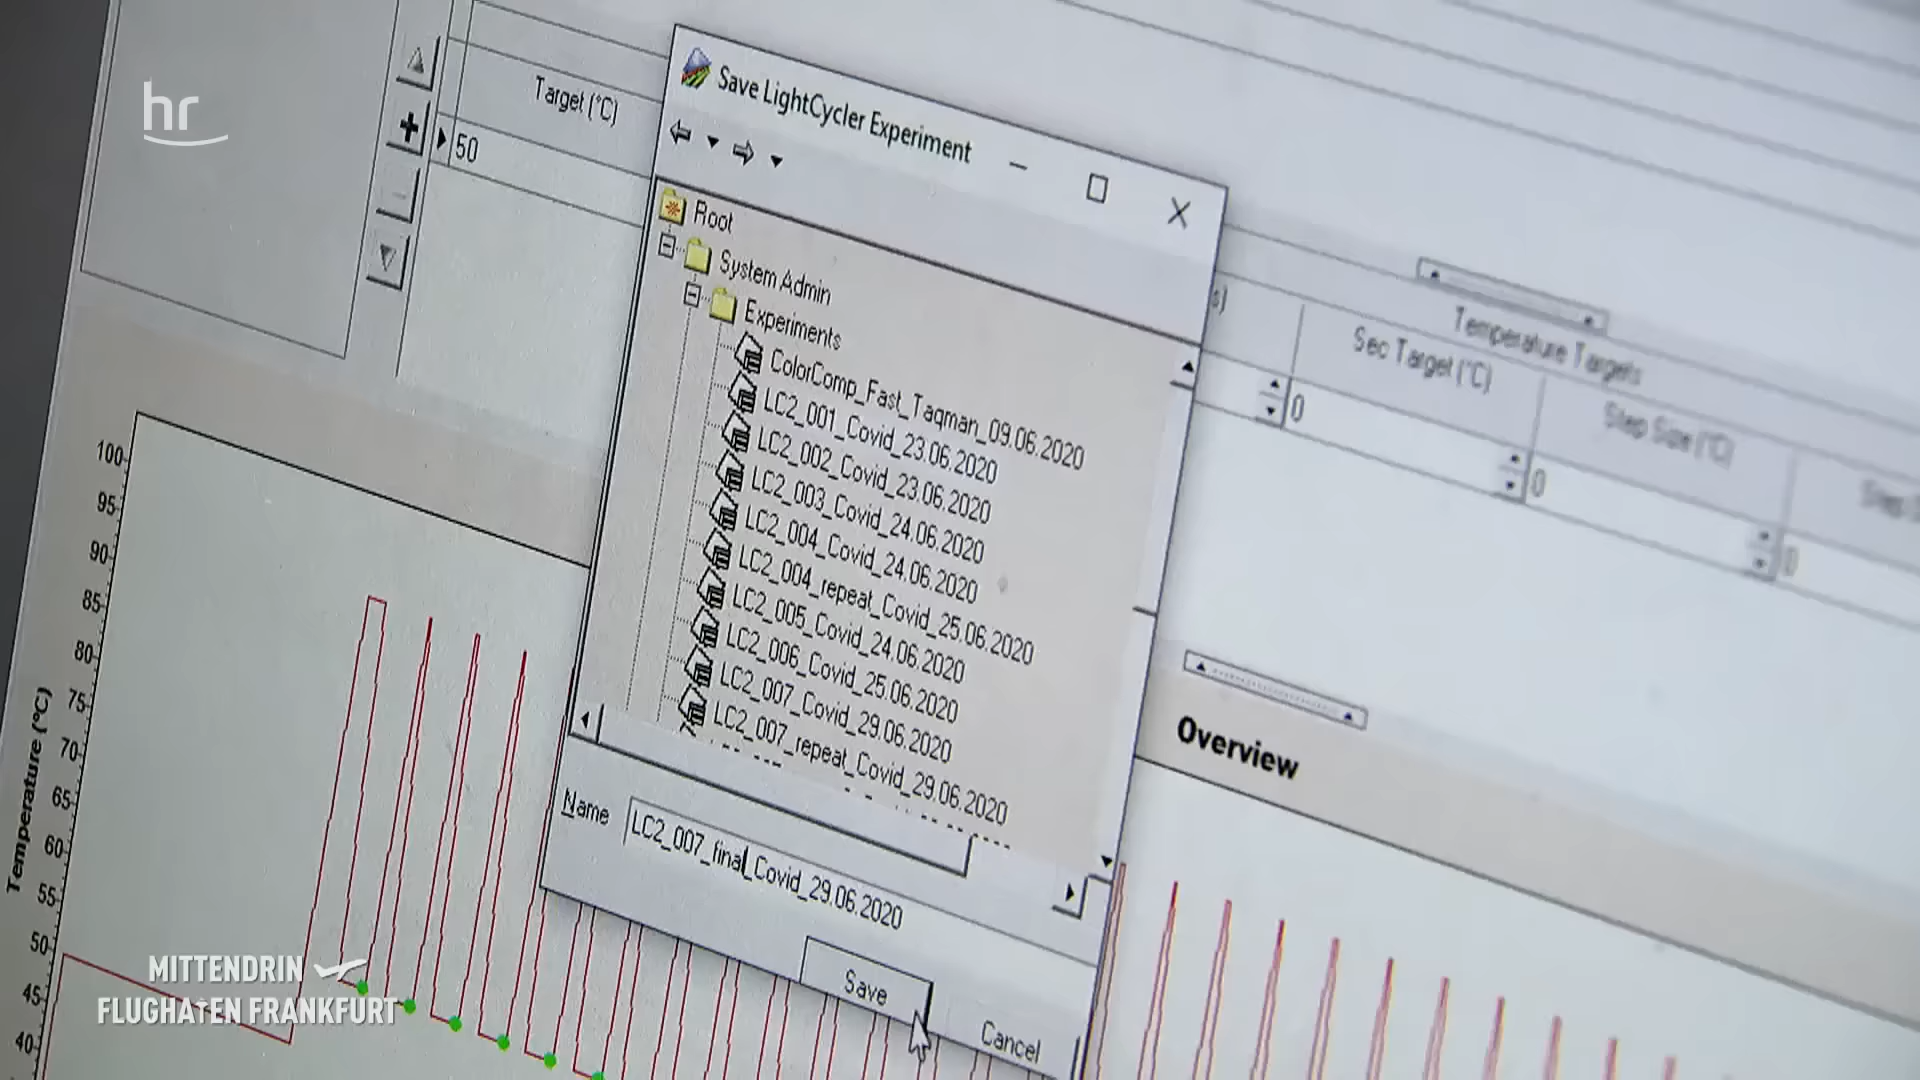 hr
Target (°C)
50
Save LightCycler Experiment
Root
System Admin
Experiments
ColorComp_Fast_Taqman_09.06.2020
LC2_001_Covid_23.06.2020
LC2_002_Covid_23.06.2020
LC2_003_Covid_24.06.2020
LC2_004_Covid_24.06.2020
LC2_004_repeat_Covid_25.06.2020
LC2_005_Covid_24.06.2020
LC2_006_Covid_25.06.2020
LC2_007_Covid_29.06.2020
LC2_007_repeat_Covid_29.06.2020
Name
LC2_007_final_Covid_29.06.2020
Save
Cancel
Temperature Targets
s)
Sec Target (°C)
Step Size (°C)
0
0
0
Overview
Temperature (°C)
100
95
90
85
80
75
70
65
60
55
50
45
40
MITTENDRIN
FLUGHAFEN FRANKFURT